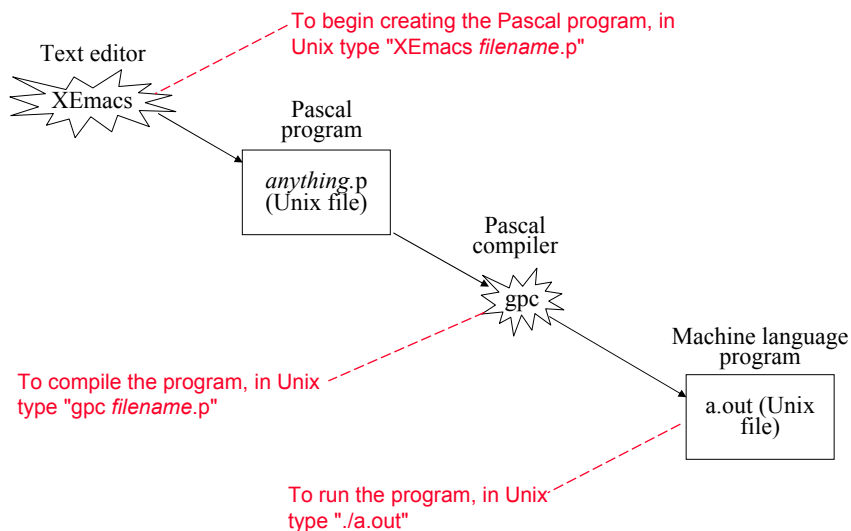 To begin creating the Pascal program, in
Unix type "XEmacs filename.p"
Text editor
XEmacs
Pascal
program
anything.p
(Unix file)
Pascal
compiler
gpc
Machine language
program
To compile the program, in Unix
type "gpc filename.p"
a.out (Unix
file)
To run the program, in Unix
type "./a.out"